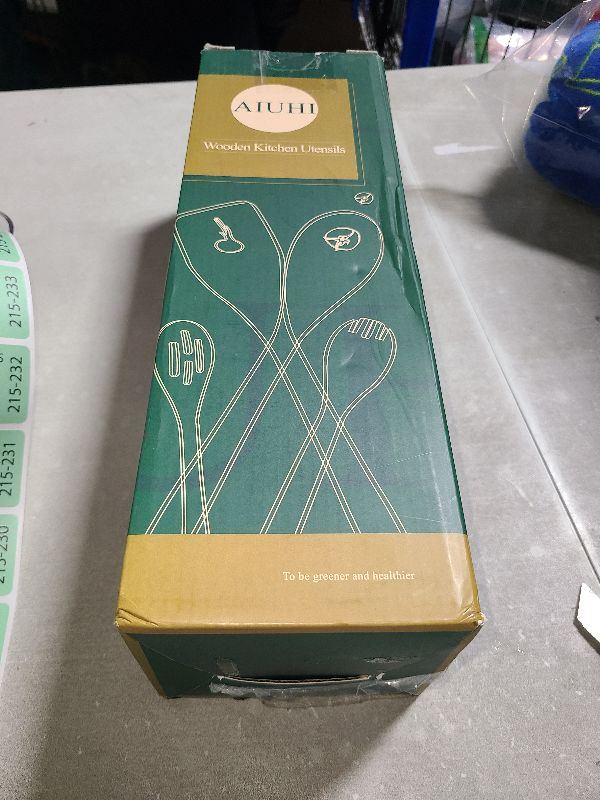 AIUHI
Wooden Kitchen Utensils
To be greener and healthier
215-233
215-232
215-231
215-230